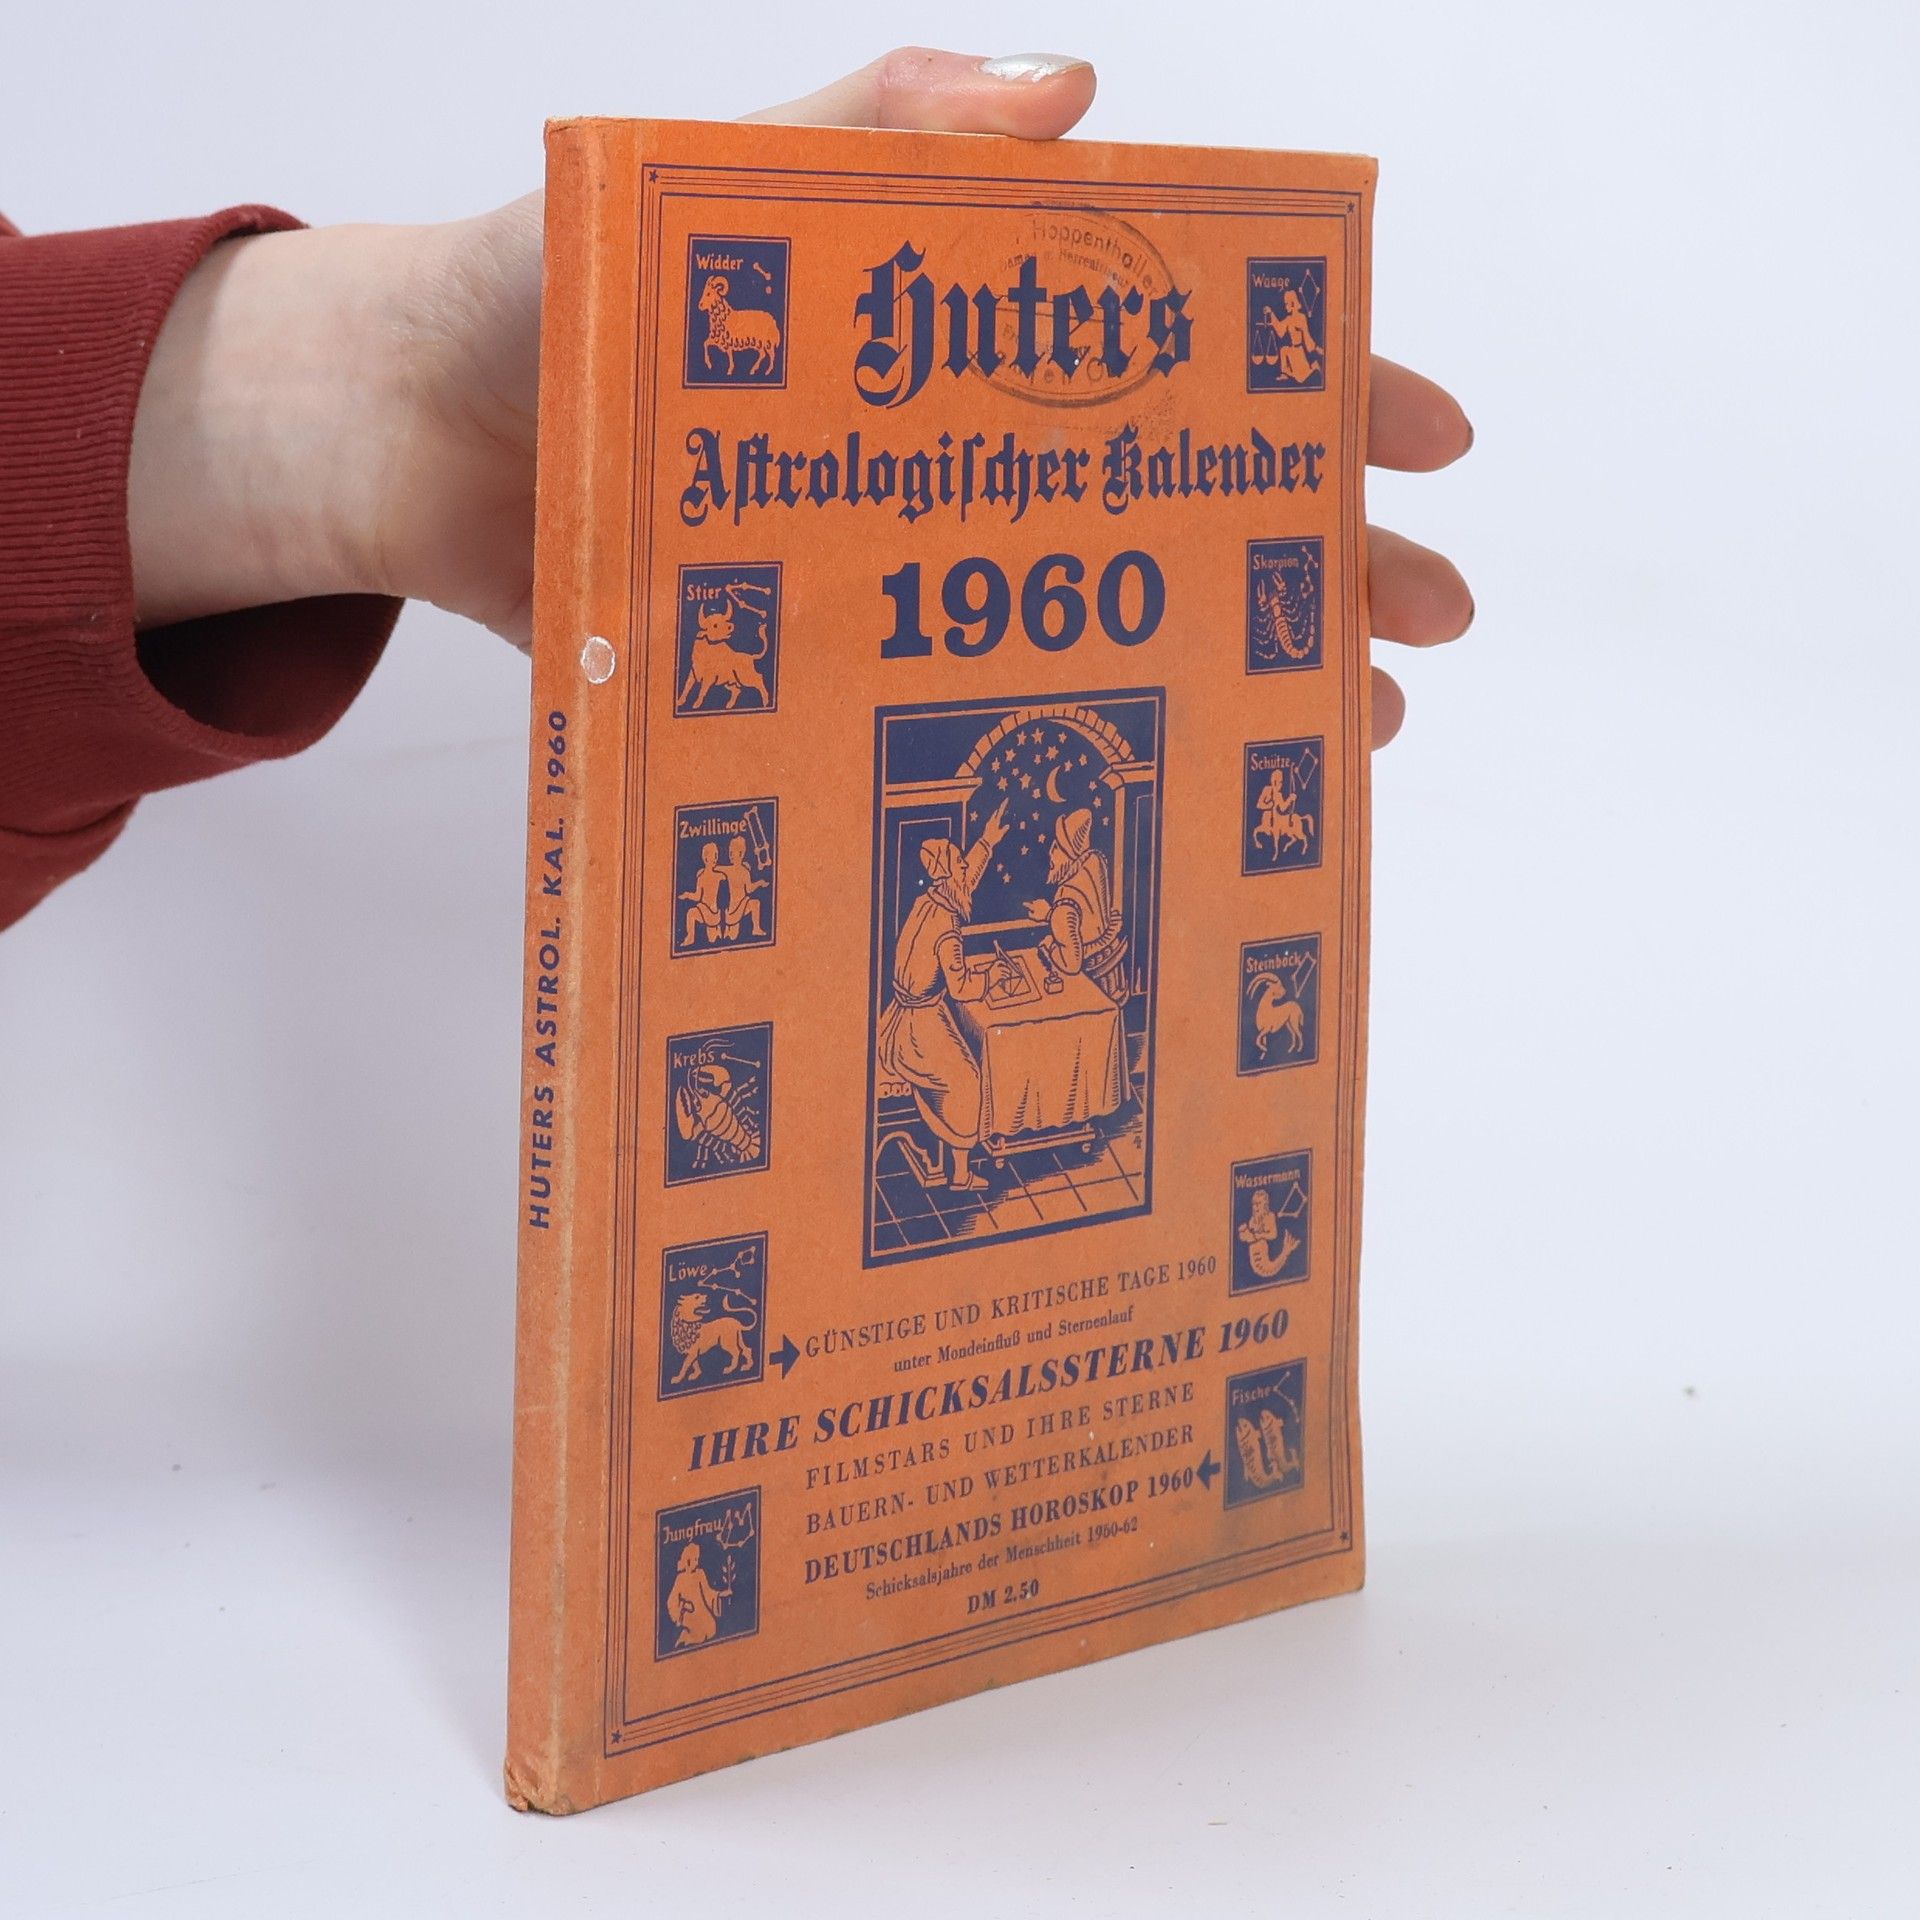 HUTERS ASTROL. KAL. 1960
Hoppenthaller
Huters
Astrologischer Kalender
1960
Widder
Stier
Zwillinge
Krebs
Löwe
Jungfrau
Waage
Skorpion
Schütze
Steinbock
Wassermann
Fische
GÜNSTIGE UND KRITISCHE TAGE 1960
unter Mondeinfluß und Sternenlauf
IHRE SCHICKSALSSTERNE 1960
FILMSTARS UND IHRE STERNE
BAUERN- UND WETTERKALENDER
DEUTSCHLANDS HOROSKOP 1960
Schicksalsjahre der Menschheit 1960-62
DM 2.50